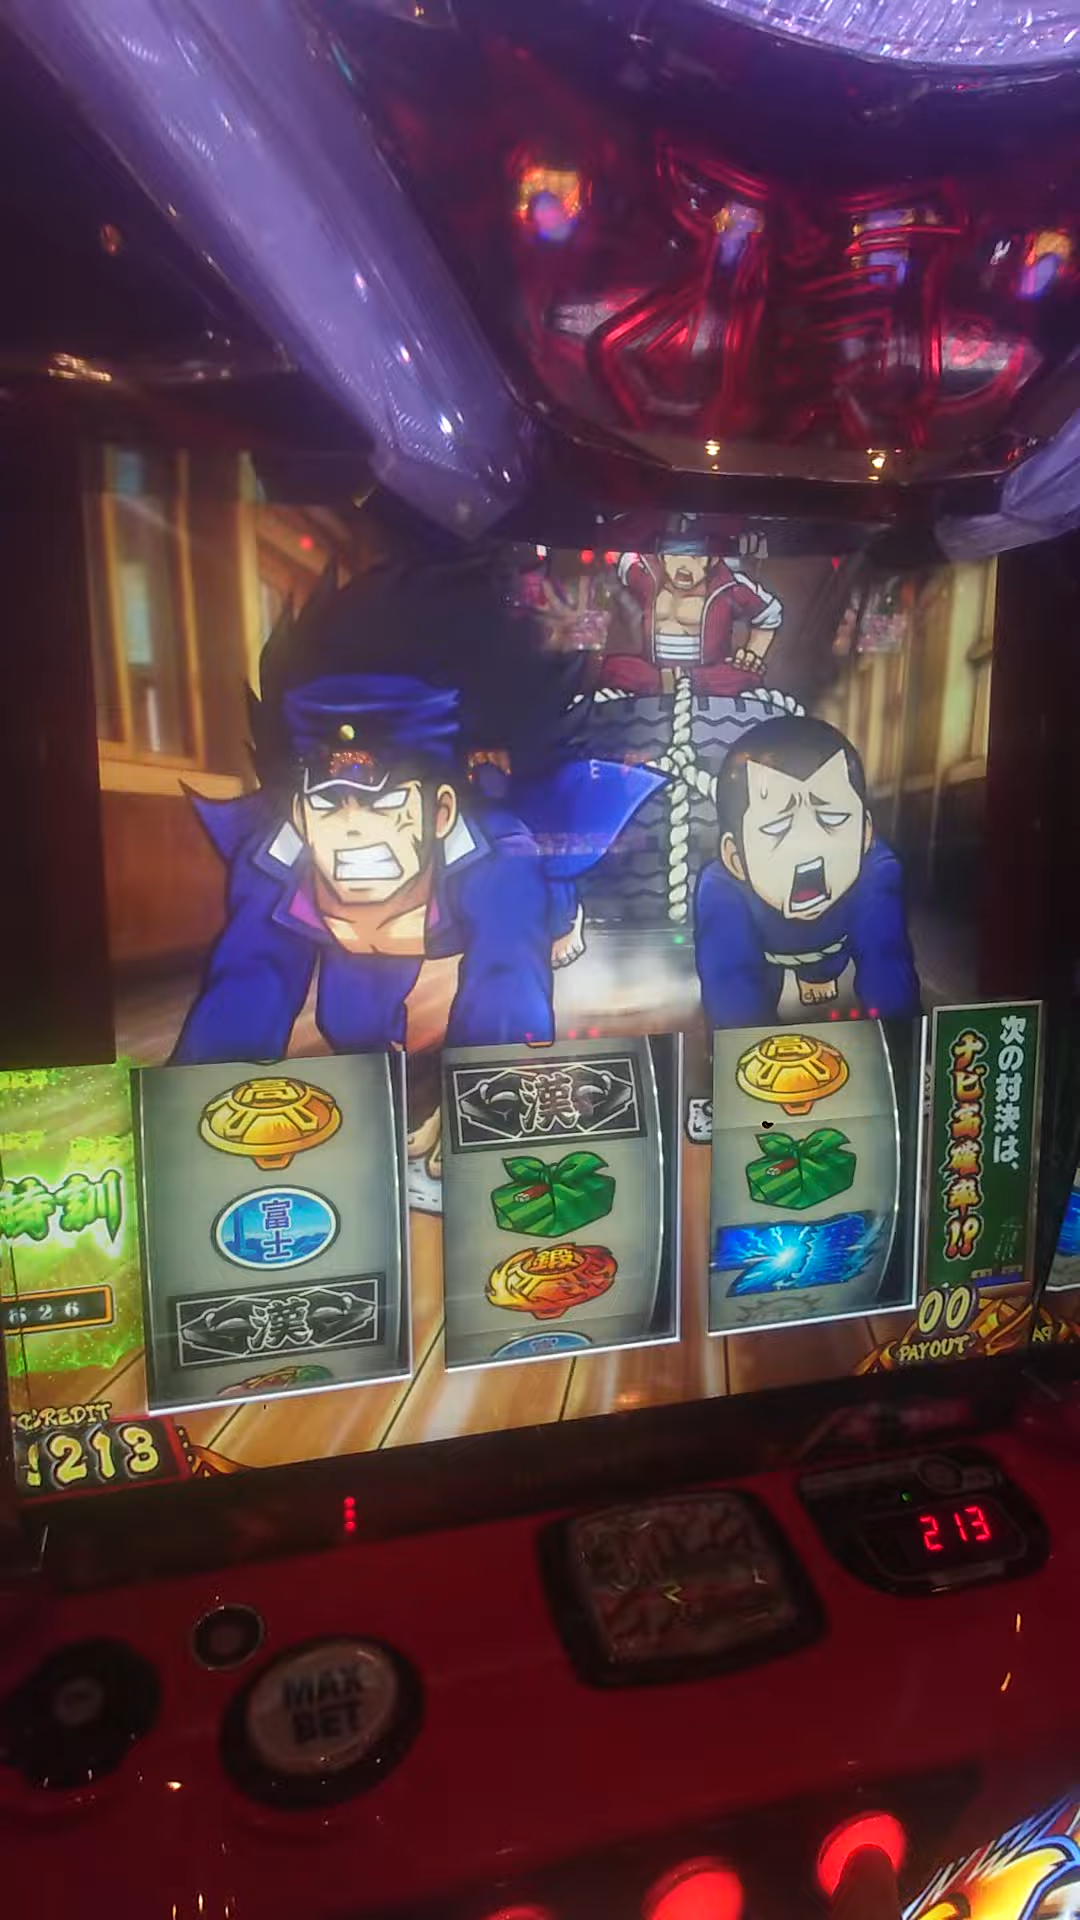 高
富士
漢
漢
鍛
高
次の対決は、
ナビ高確率!?
特訓
626
00
PAYOUT
CREDIT
213
213
MAX
BET